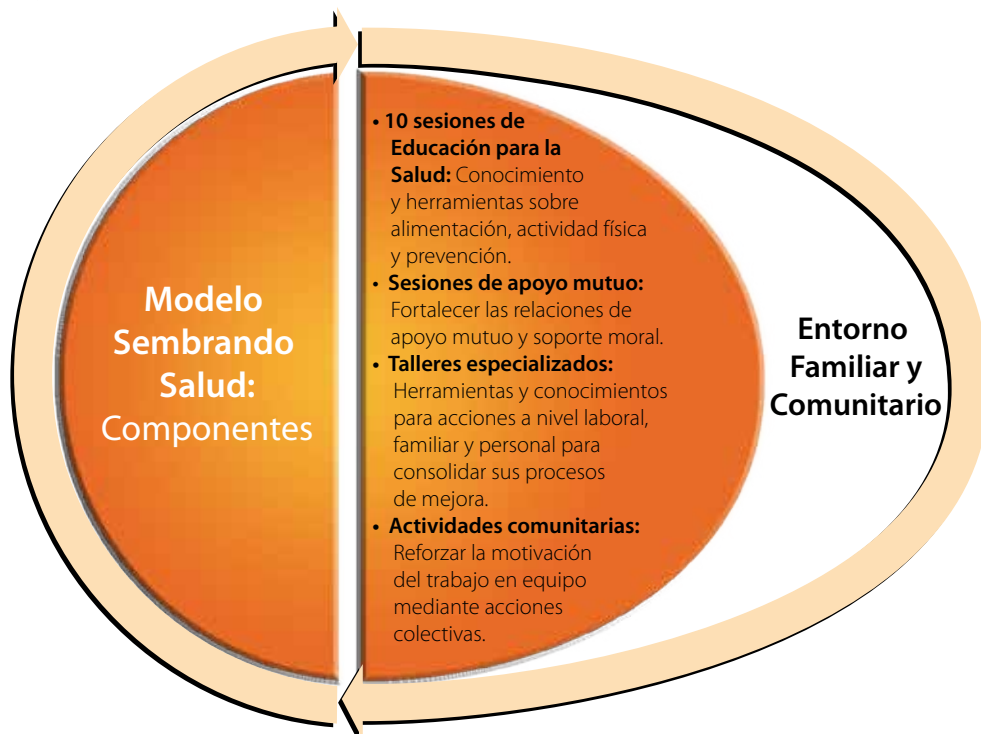 Modelo
Sembrando
Salud:
Componentes
• 10 sesiones de
Educación para la
Salud: Conocimiento
y herramientas sobre
alimentación, actividad física
y prevención.
• Sesiones de apoyo mutuo:
Fortalecer las relaciones de
apoyo mutuo y soporte moral.
• Talleres especializados:
Herramientas y conocimientos
para acciones a nivel laboral,
familiar y personal para
consolidar sus procesos
de mejora.
• Actividades comunitarias:
Reforzar la motivación
del trabajo en equipo
mediante acciones
colectivas.
Entorno
Familiar y
Comunitario